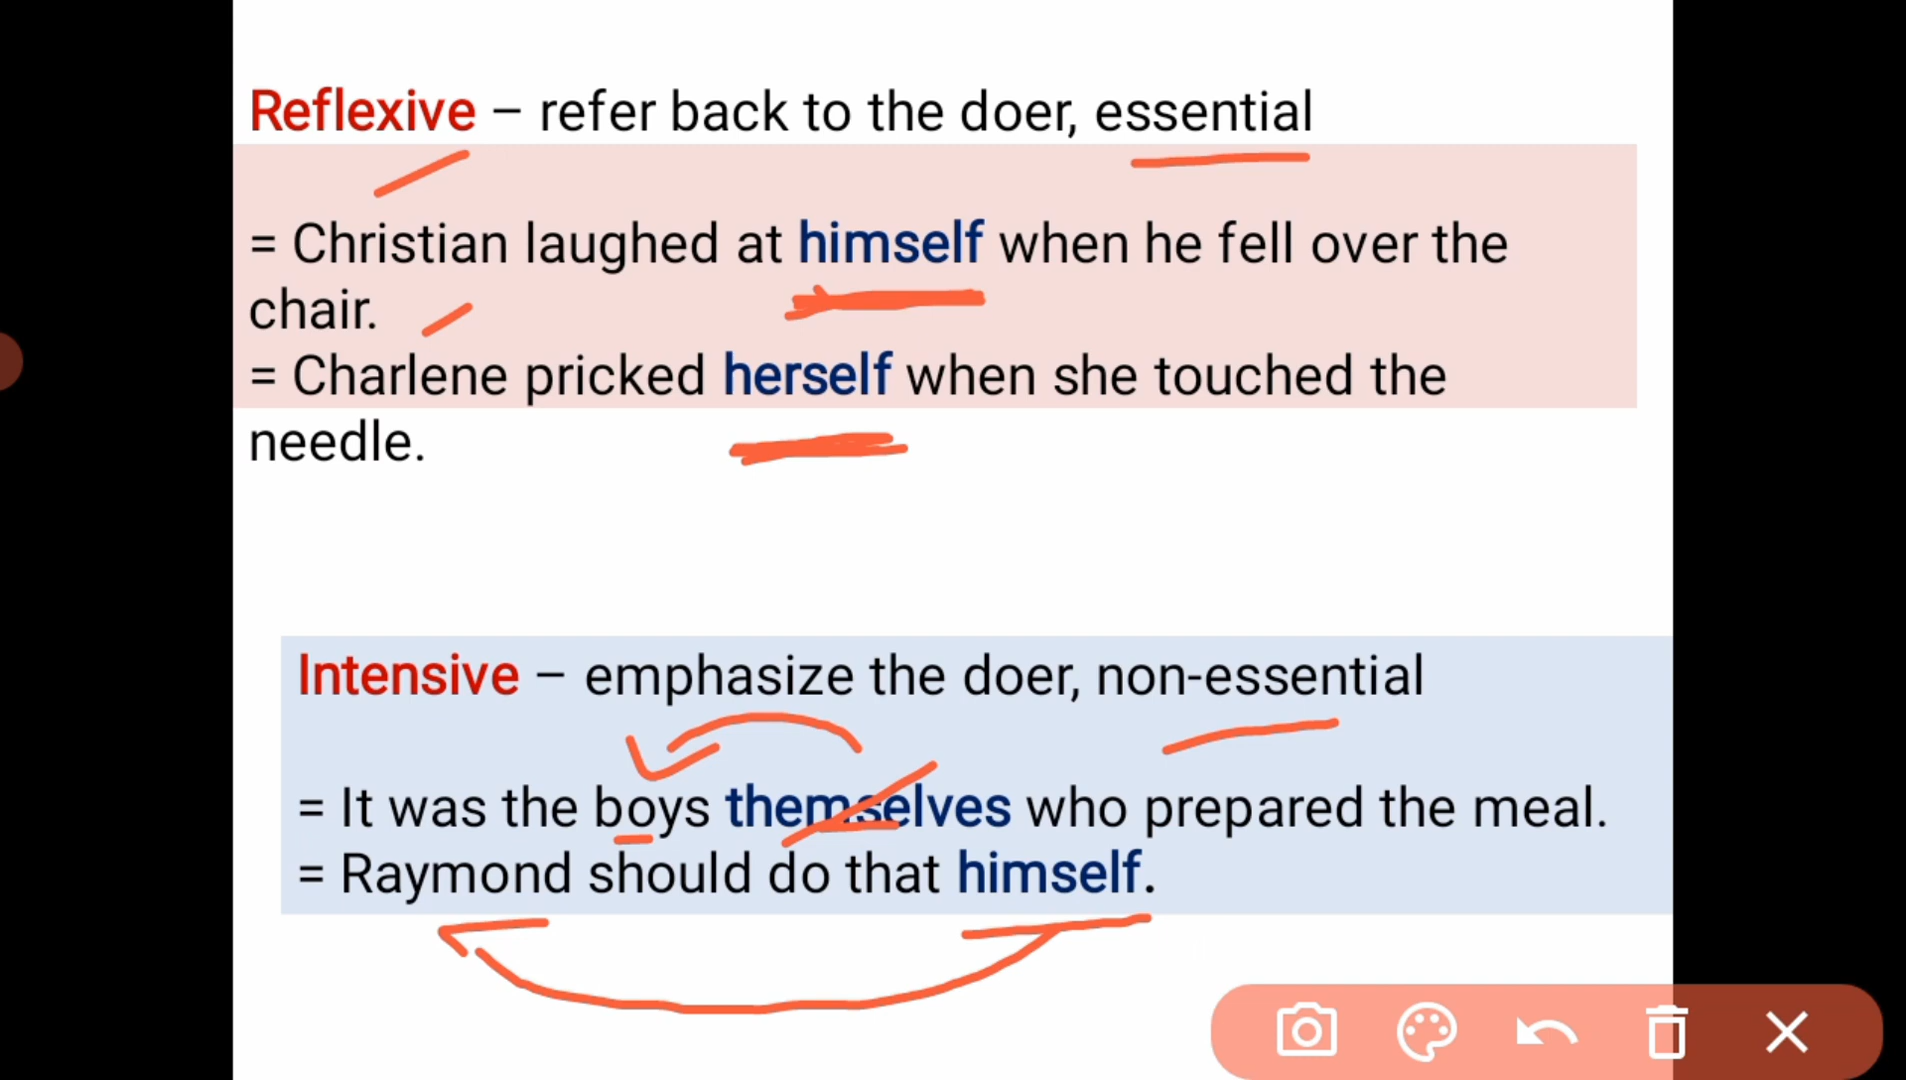 Reflexive – refer back to the doer, essential
= Christian laughed at himself when he fell over the
chair.
= Charlene pricked herself when she touched the
needle.
Intensive – emphasize the doer, non-essential
= It was the boys themselves who prepared the meal.
= Raymond should do that himself.